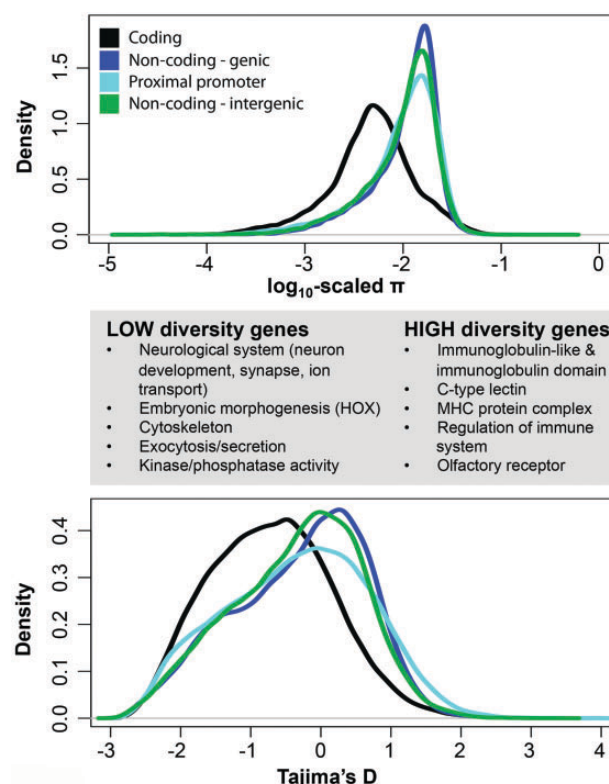 Coding
Non-coding - genic
Proximal promoter
Non-coding - intergenic
Density
0.0
0.5
1.0
1.5
-5 -4 -3 -2 -1 0
log₁₀-scaled π
LOW diversity genes
• Neurological system (neuron
development, synapse, ion
transport)
• Embryonic morphogenesis (HOX)
• Cytoskeleton
• Exocytosis/secretion
• Kinase/phosphatase activity
HIGH diversity genes
• Immunoglobulin-like &
immunoglobulin domain
• C-type lectin
• MHC protein complex
• Regulation of immune
system
• Olfactory receptor
Density
0.0
0.1
0.2
0.3
0.4
-3 -2 -1 0 1 2 3 4
Tajima's D